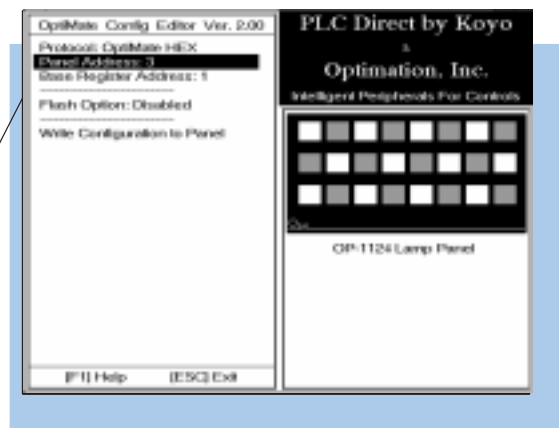 OptiMate Config Editor Ver. 2.00
Protocol: OptiMate HEX
Panel Address: 3
Base Register Address: 1
--------------------
Flash Option: Disabled
--------------------
Write Configuration to Panel
[F1] Help [ESC] Exit
PLC Direct by Koyo
&
Optimation, Inc.
Intelligent Peripherals For Controls
OP-1124 Lamp Panel